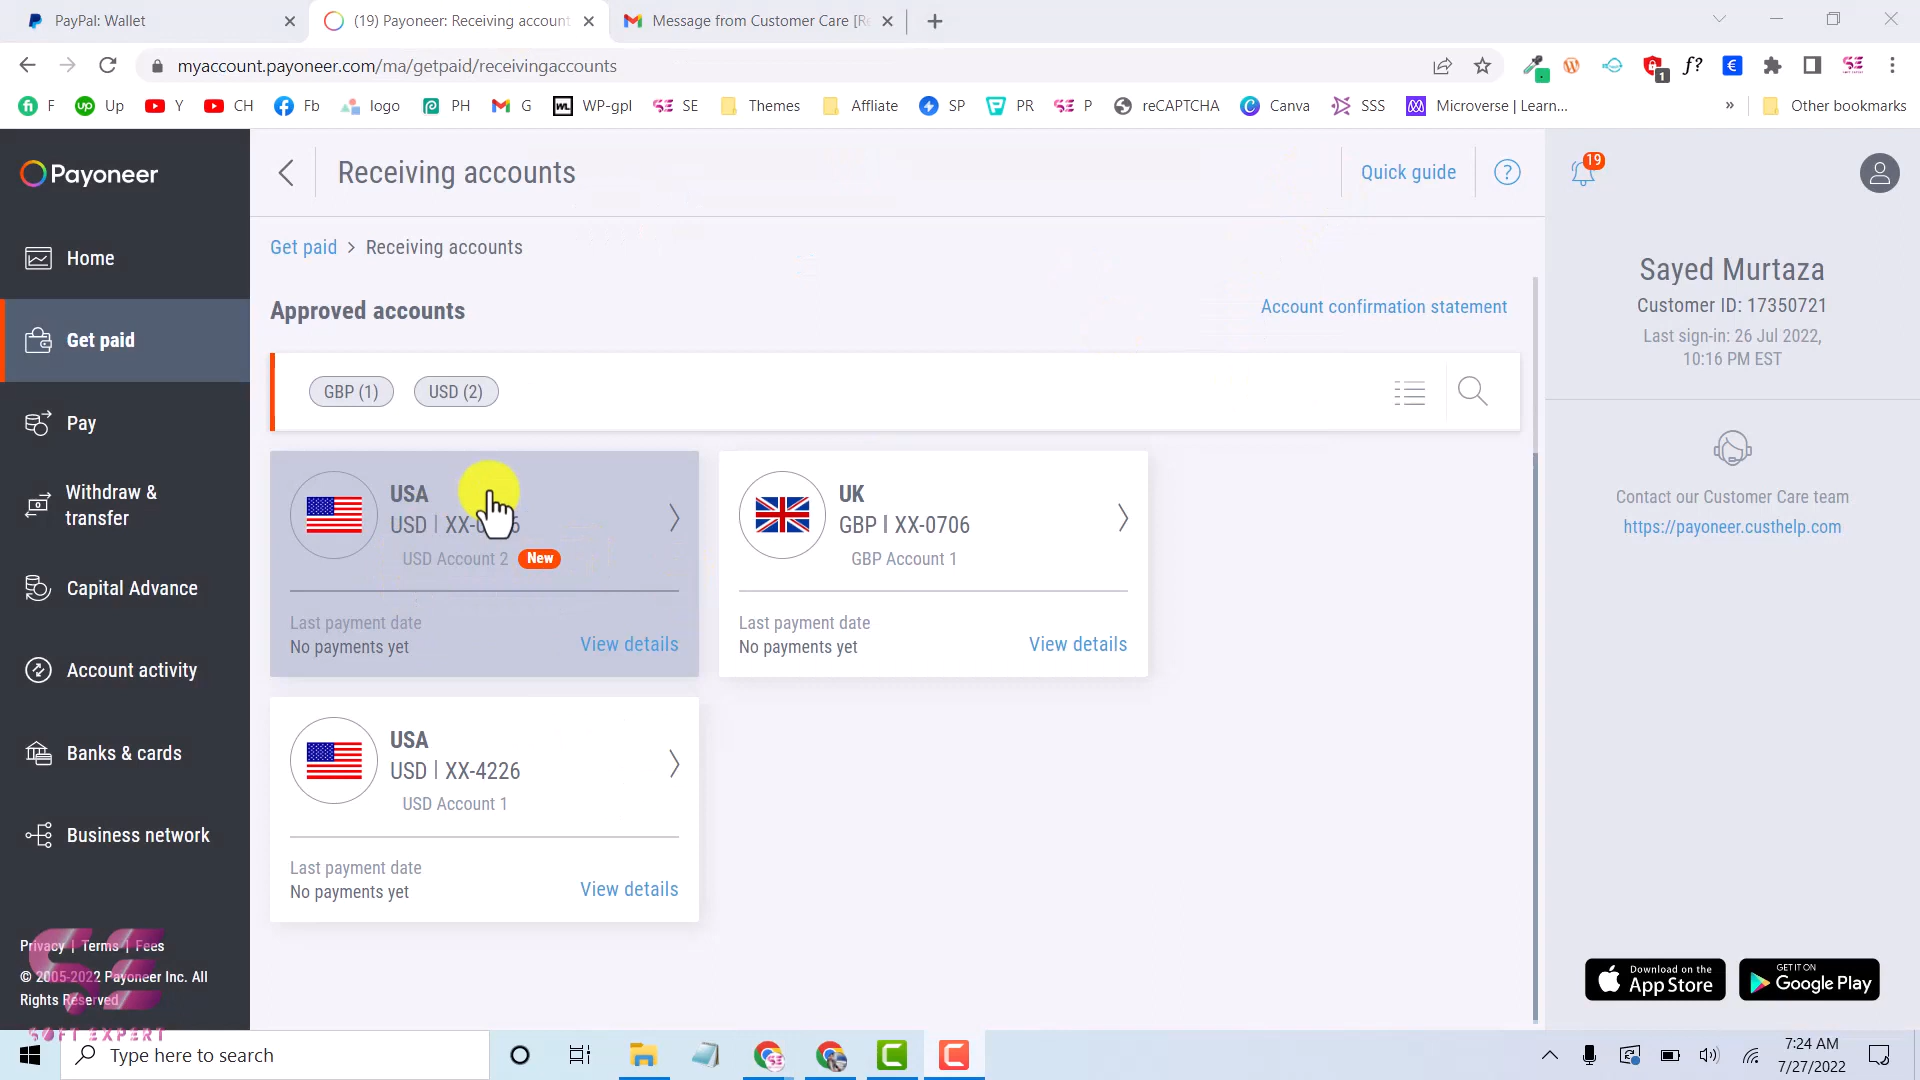 PayPal: Wallet
(19) Payoneer: Receiving account
Message from Customer Care [Re
myaccount.payoneer.com/ma/getpaid/receivingaccounts
F
Up
Y
CH
Fb
logo
PH
G
WP-gpl
SE
Themes
Affliate
SP
PR
P
reCAPTCHA
Canva
SSS
Microverse | Learn...
»
Other bookmarks
Payoneer
Receiving accounts
Quick guide
?
19
Home
Get paid
Pay
Withdraw &
transfer
Capital Advance
Account activity
Banks & cards
Business network
Get paid > Receiving accounts
Approved accounts
Account confirmation statement
GBP (1)
USD (2)
USA
USD | XX-
USD Account 2 New
Last payment date
No payments yet
View details
UK
GBP | XX-0706
GBP Account 1
Last payment date
No payments yet
View details
USA
USD | XX-4226
USD Account 1
Last payment date
No payments yet
View details
Sayed Murtaza
Customer ID: 17350721
Last sign-in: 26 Jul 2022,
10:16 PM EST
Contact our Customer Care team
https://payoneer.custhelp.com
Download on the
App Store
GET IT ON
Google Play
Privacy | Terms | Fees
© 2005-2022 Payoneer Inc. All
Rights Reserved
SOFT EXPERT
Type here to search
7:24 AM
7/27/2022